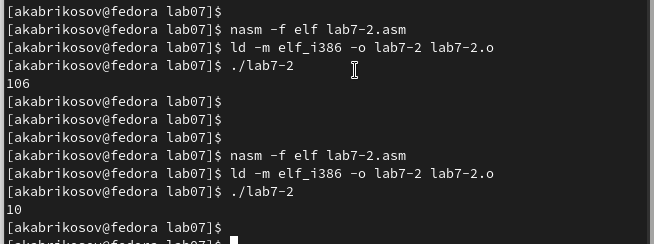 [akabrikosov@fedora lab07]$
[akabrikosov@fedora lab07]$ nasm -f elf lab7-2.asm
[akabrikosov@fedora lab07]$ ld -m elf_i386 -o lab7-2 lab7-2.o
[akabrikosov@fedora lab07]$ ./lab7-2
106
[akabrikosov@fedora lab07]$
[akabrikosov@fedora lab07]$
[akabrikosov@fedora lab07]$
[akabrikosov@fedora lab07]$ nasm -f elf lab7-2.asm
[akabrikosov@fedora lab07]$ ld -m elf_i386 -o lab7-2 lab7-2.o
[akabrikosov@fedora lab07]$ ./lab7-2
10
[akabrikosov@fedora lab07]$